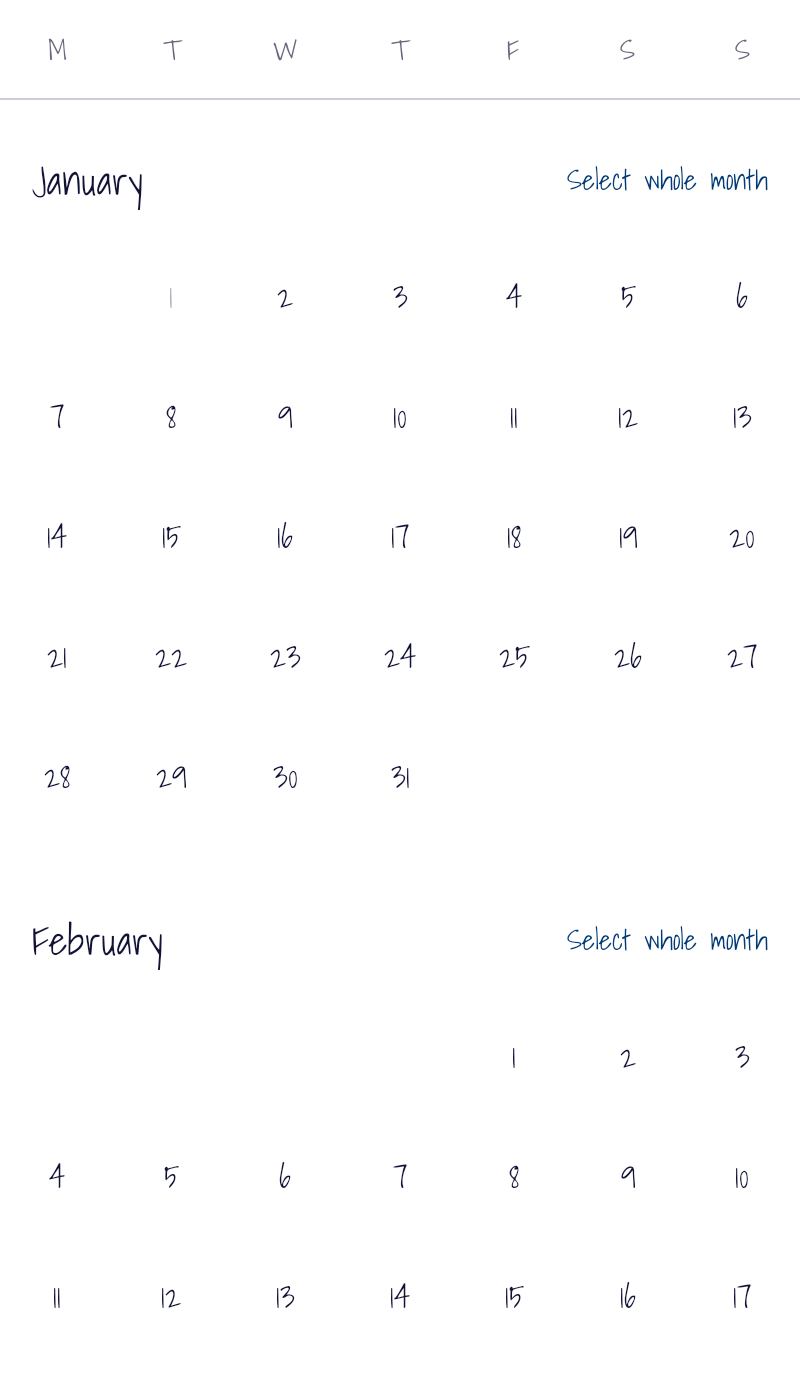 M T W T F S S
January Select whole month
1 2 3 4 5 6
7 8 9 10 11 12 13
14 15 16 17 18 19 20
21 22 23 24 25 26 27
28 29 30 31
February Select whole month
1 2 3
4 5 6 7 8 9 10
11 12 13 14 15 16 17